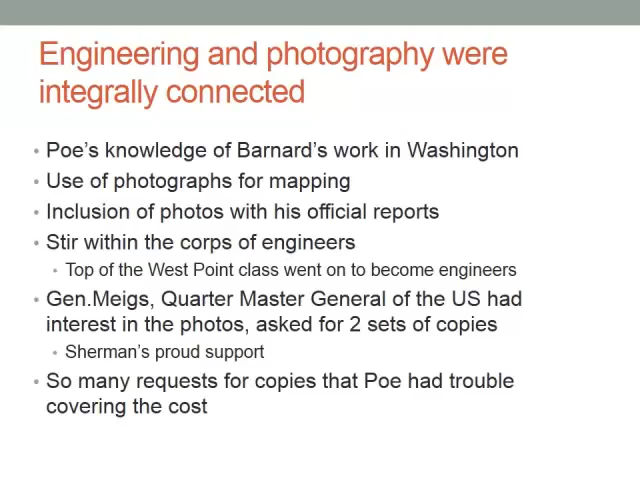 Engineering and photography were
integrally connected
• Poe’s knowledge of Barnard’s work in Washington
• Use of photographs for mapping
• Inclusion of photos with his official reports
• Stir within the corps of engineers
• Top of the West Point class went on to become engineers
• Gen.Meigs, Quarter Master General of the US had
interest in the photos, asked for 2 sets of copies
• Sherman’s proud support
• So many requests for copies that Poe had trouble
covering the cost